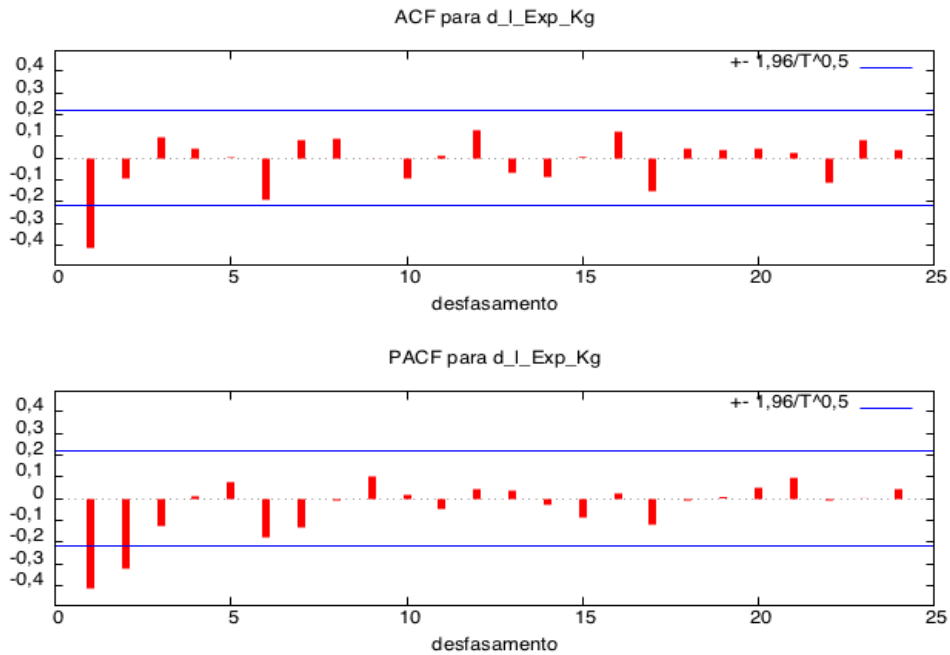 ACF para d_l_Exp_Kg
+- 1,96/T^0,5
0,4
0,3
0,2
0,1
0
-0,1
-0,2
-0,3
-0,4
0 5 10 15 20 25
desfasamento
PACF para d_l_Exp_Kg
+- 1,96/T^0,5
0,4
0,3
0,2
0,1
0
-0,1
-0,2
-0,3
-0,4
0 5 10 15 20 25
desfasamento